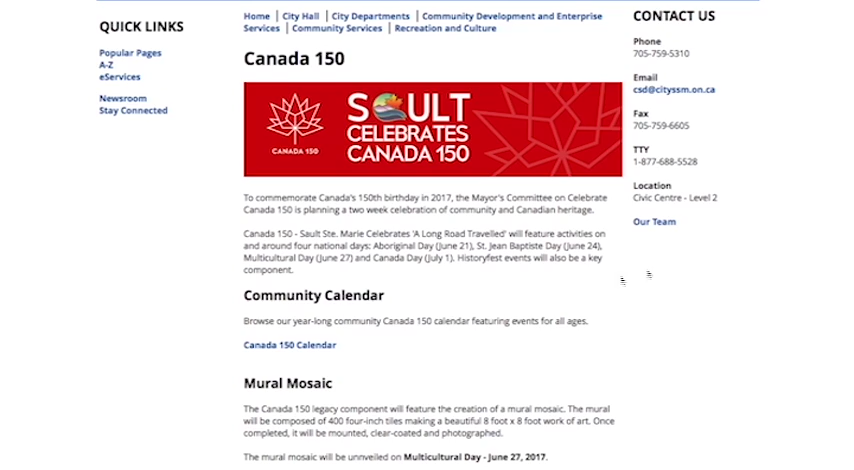 QUICK LINKS
Popular Pages
A-Z
eServices
Newsroom
Stay Connected
Home | City Hall | City Departments | Community Development and Enterprise
Services | Community Services | Recreation and Culture
Canada 150
CANADA 150
SAULT
CELEBRATES
CANADA 150
To commemorate Canada's 150th birthday in 2017, the Mayor's Committee on Celebrate
Canada 150 is planning a two week celebration of community and Canadian heritage.
Canada 150 - Sault Ste. Marie Celebrates 'A Long Road Travelled' will feature activities on
and around four national days: Aboriginal Day (June 21), St. Jean Baptiste Day (June 24),
Multicultural Day (June 27) and Canada Day (July 1). Historyfest events will also be a key
component.
Community Calendar
Browse our year-long community Canada 150 calendar featuring events for all ages.
Canada 150 Calendar
Mural Mosaic
The Canada 150 legacy component will feature the creation of a mural mosaic. The mural
will be composed of 400 four-inch tiles making a beautiful 8 foot x 8 foot work of art. Once
completed, it will be mounted, clear-coated and photographed.
The mural mosaic will be unnveiled on Multicultural Day - June 27, 2017.
CONTACT US
Phone
705-759-5310
Email
csd@cityssm.on.ca
Fax
705-759-6605
TTY
1-877-688-5528
Location
Civic Centre - Level 2
Our Team